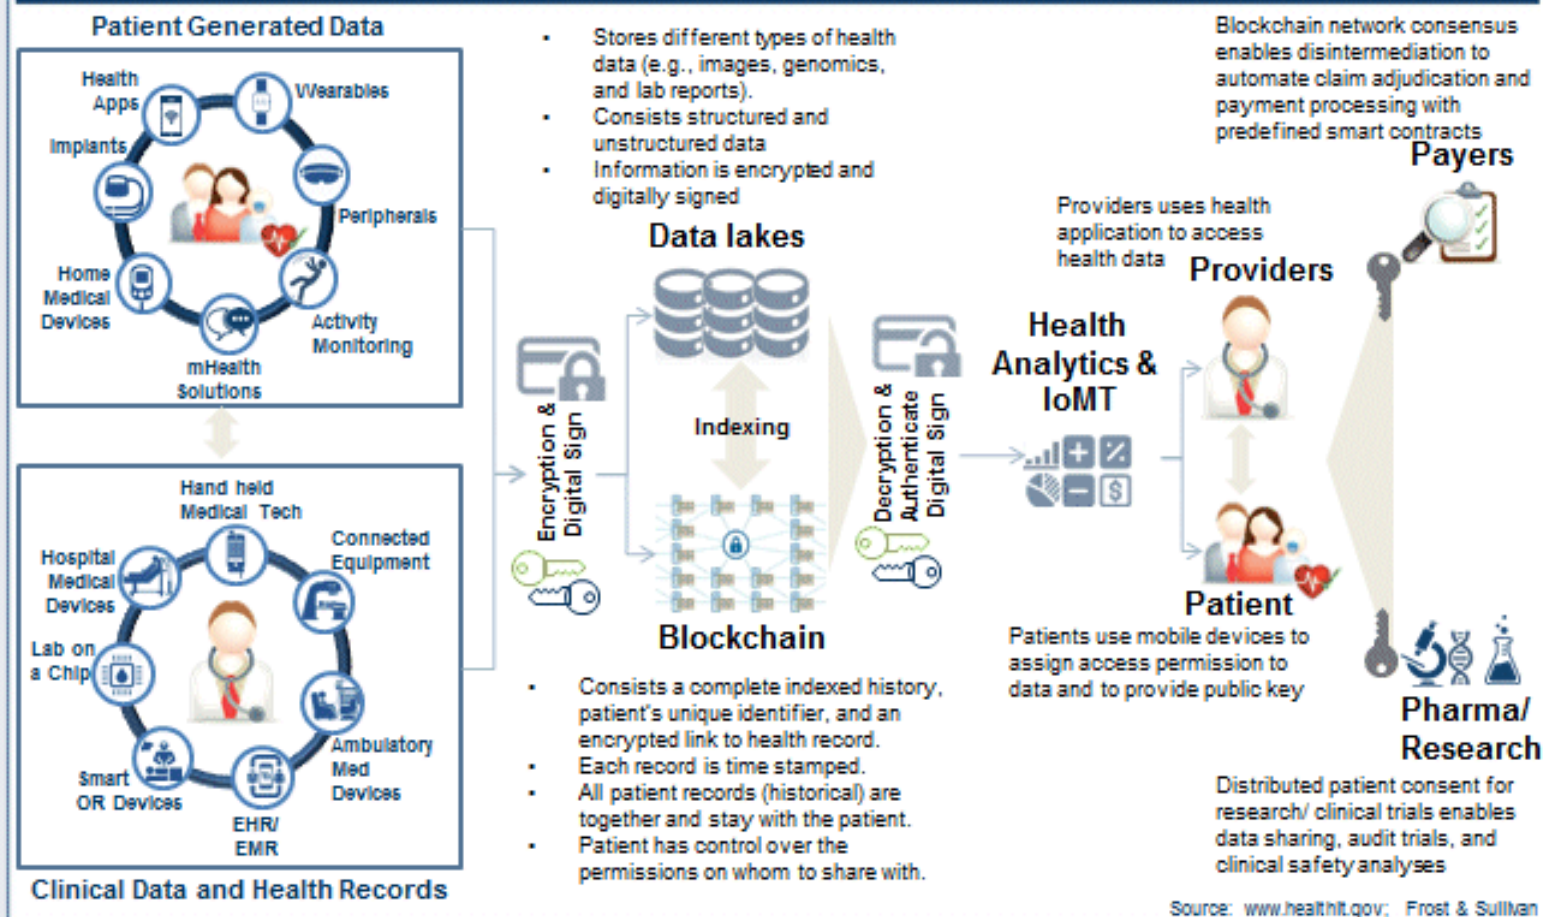 Patient Generated Data
Health
Apps
Wearables
Implants
Peripherals
Home
Medical
Devices
Activity
Monitoring
mHealth
Solutions
Hand held
Medical Tech
Connected
Equipment
Hospital
Medical
Devices
Lab on
a Chip
Ambulatory
Med
Devices
Smart
OR Devices
EHR/
EMR
Clinical Data and Health Records
Encryption &
Digital Sign
• Stores different types of health
data (e.g., images, genomics,
and lab reports).
• Consists structured and
unstructured data
• Information is encrypted and
digitally signed
Data lakes
Indexing
Blockchain
• Consists a complete indexed history,
patient's unique identifier, and an
encrypted link to health record.
• Each record is time stamped.
• All patient records (historical) are
together and stay with the patient.
• Patient has control over the
permissions on whom to share with.
Decryption &
Authenticate
Digital Sign
Health
Analytics &
IoMT
Providers uses health
application to access
health data
Providers
Patient
Patients use mobile devices to
assign access permission to
data and to provide public key
Blockchain network consensus
enables disintermediation to
automate claim adjudication and
payment processing with
predefined smart contracts
Payers
Pharma/
Research
Distributed patient consent for
research/ clinical trials enables
data sharing, audit trials, and
clinical safety analyses
Source: www.healthit.gov; Frost & Sullivan